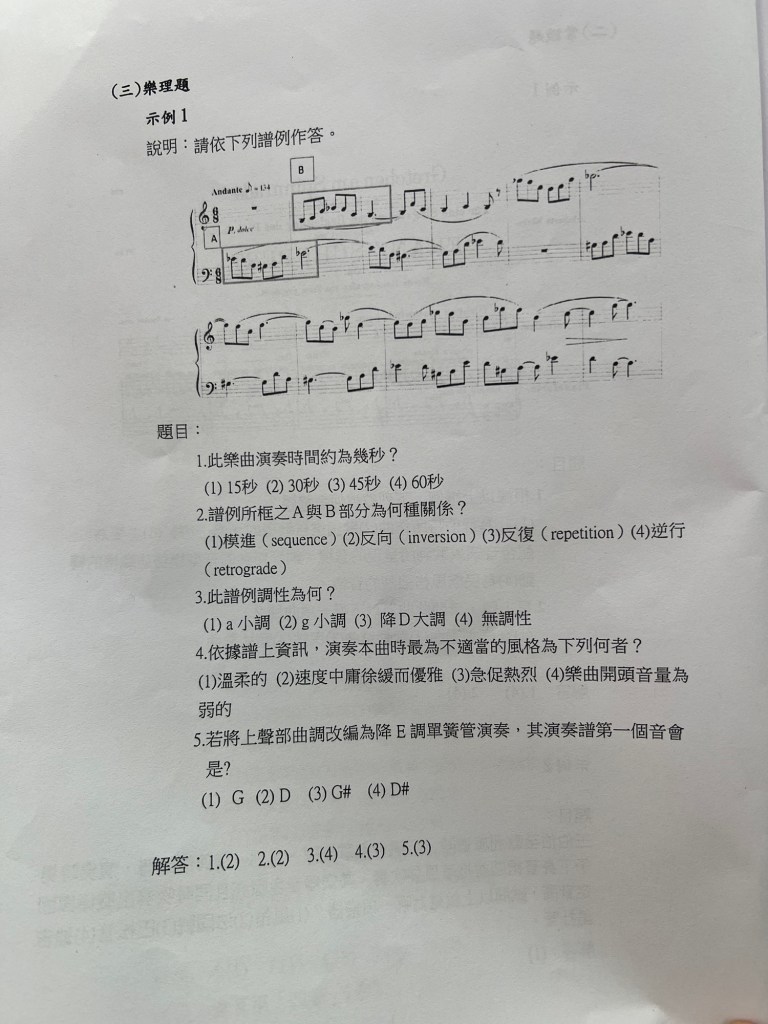 (三)樂理題
示例1
說明：請依下列譜例作答。
B
Andante ♪=134
A
P, dolce
題目：
1.此樂曲演奏時間約為幾秒？
(1) 15秒 (2) 30秒 (3) 45秒 (4) 60秒
2.譜例所框之A與B部分為何種關係？
(1)模進（sequence）(2)反向（inversion）(3)反復（repetition）(4)逆行
（retrograde）
3.此譜例調性為何？
(1) a 小調 (2) g 小調 (3) 降D大調 (4) 無調性
4.依據譜上資訊，演奏本曲時最為不適當的風格為下列何者？
(1)溫柔的 (2)速度中庸徐緩而優雅 (3)急促熱烈 (4)樂曲開頭音量為
弱的
5.若將上聲部曲調改編為降 E 調單簧管演奏，其演奏譜第一個音會
是?
(1) G (2) D (3) G# (4) D#
解答：1.(2) 2.(2) 3.(4) 4.(3) 5.(3)